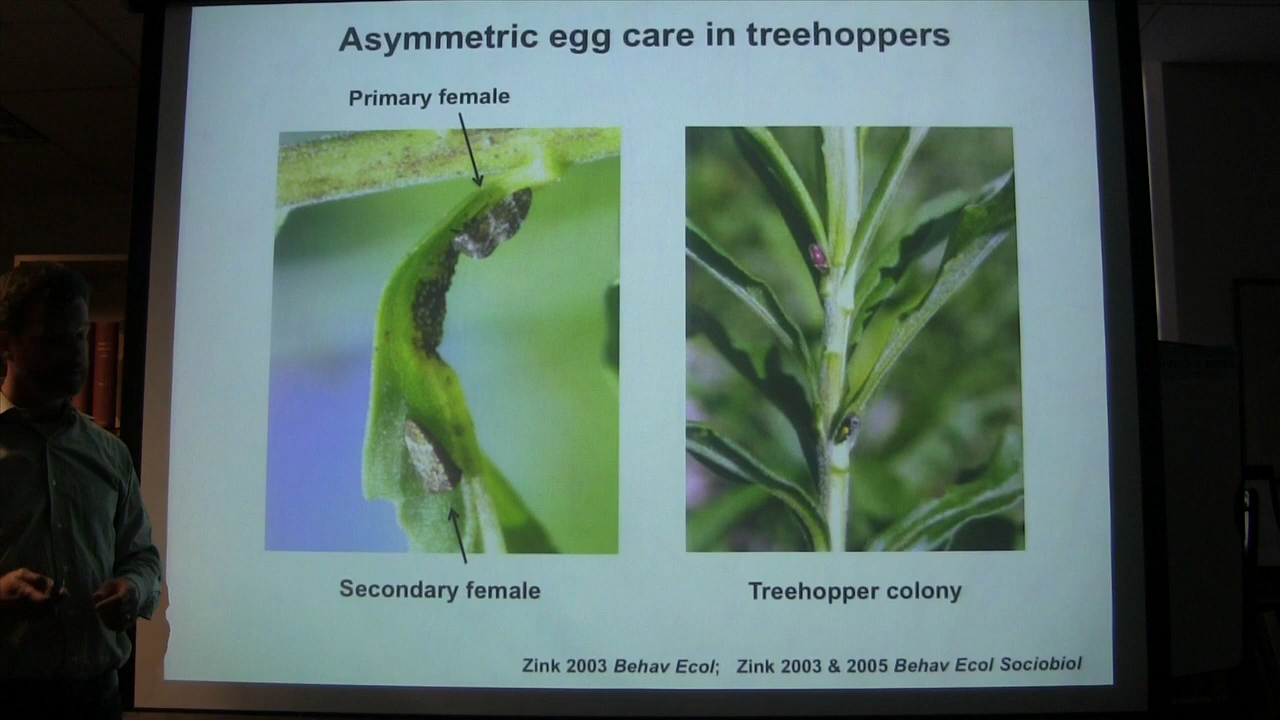 Asymmetric egg care in treehoppers
Primary female
Secondary female
Treehopper colony
Zink 2003 Behav Ecol; Zink 2003 & 2005 Behav Ecol Sociobiol